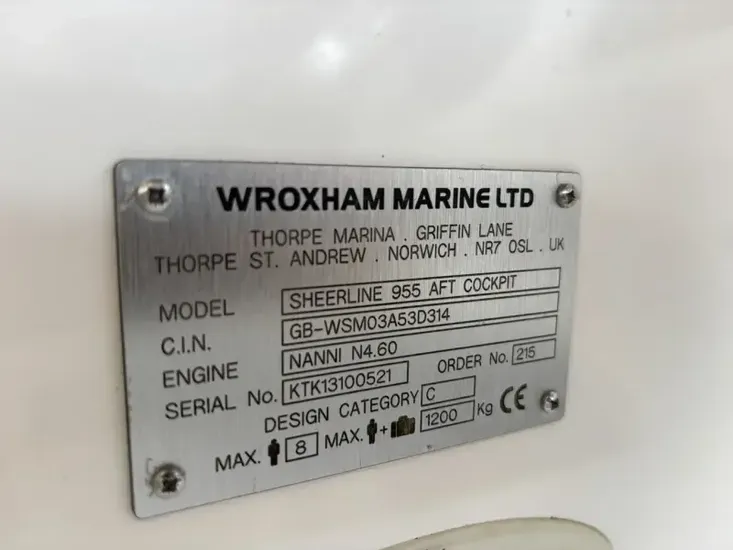 WROXHAM MARINE LTD
THORPE MARINA . GRIFFIN LANE
THORPE ST. ANDREW . NORWICH . NR7 0SL . UK
MODEL SHEERLINE 955 AFT COCKPIT
C.I.N. GB-WSM03A53D314
ENGINE NANNI N4.60
SERIAL No. KTK13100521 ORDER No. 215
DESIGN CATEGORY C
MAX. 8 MAX. + 1200 Kg CE